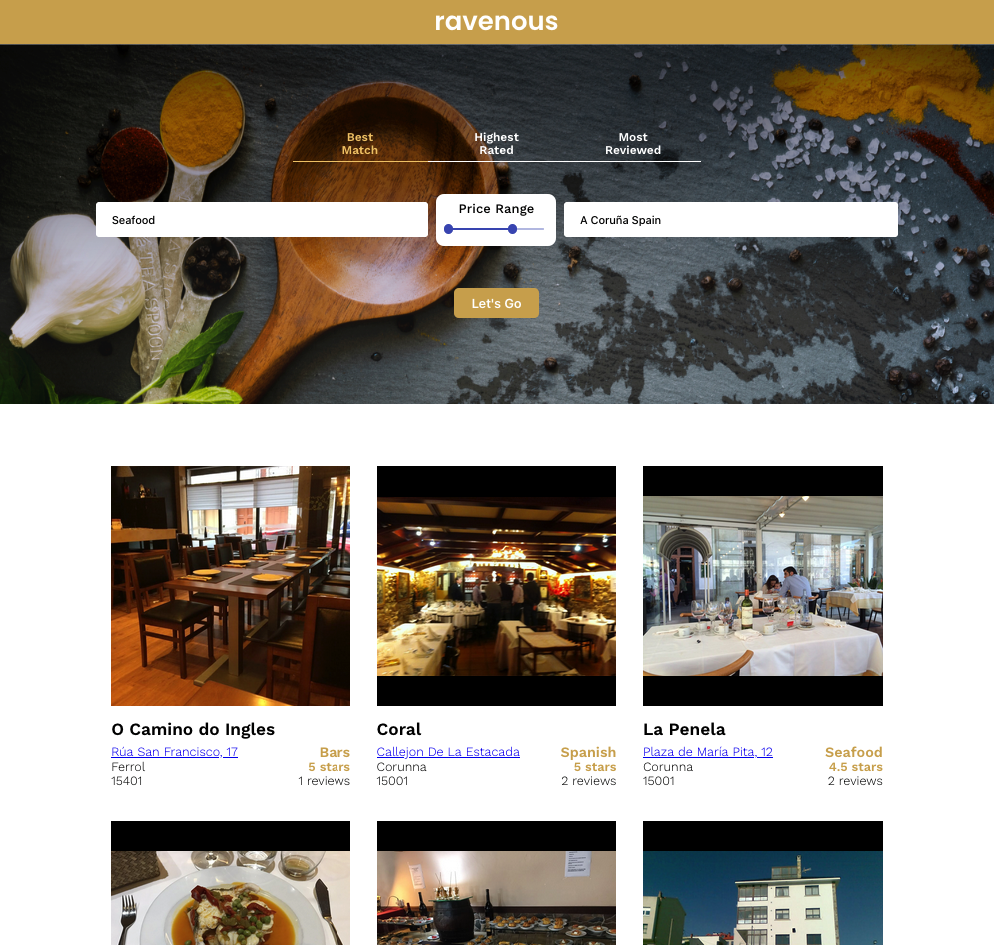 ravenous
Best
Match
Highest
Rated
Most
Reviewed
Seafood
Price Range
A Coruña Spain
Let's Go
O Camino do Ingles
Rúa San Francisco, 17
Bars
Ferrol
5 stars
15401
1 reviews
Coral
Callejon De La Estacada
Spanish
Corunna
5 stars
15001
2 reviews
La Penela
Plaza de María Pita, 12
Seafood
Corunna
4.5 stars
15001
2 reviews